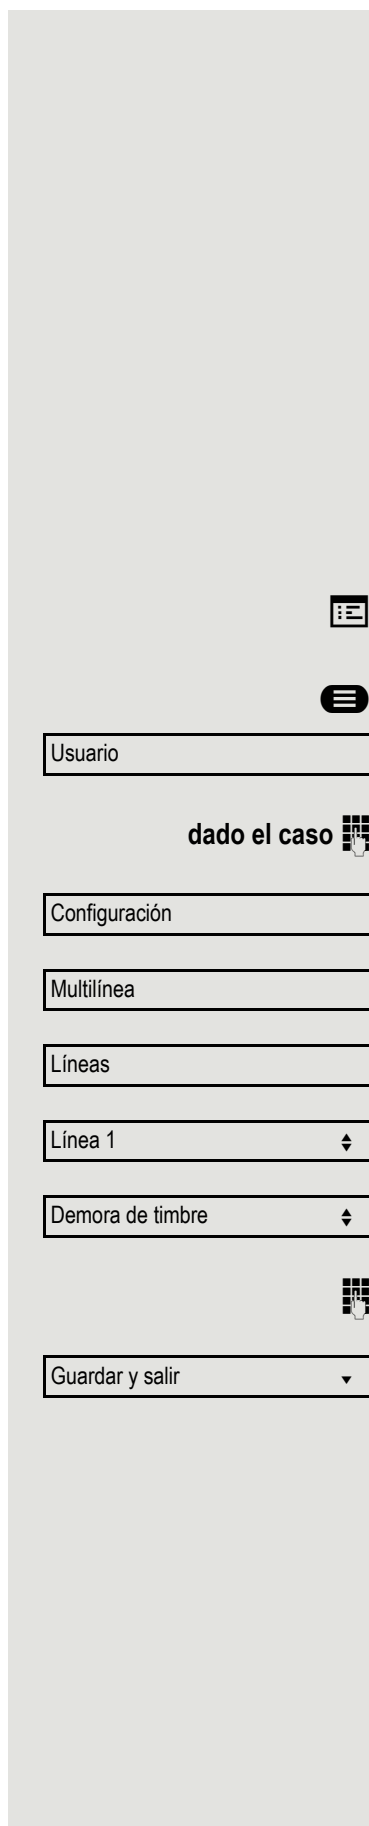 Usuario
dado el caso
Configuración
Multilínea
Líneas
Línea 1
Demora de timbre
Guardar y salir